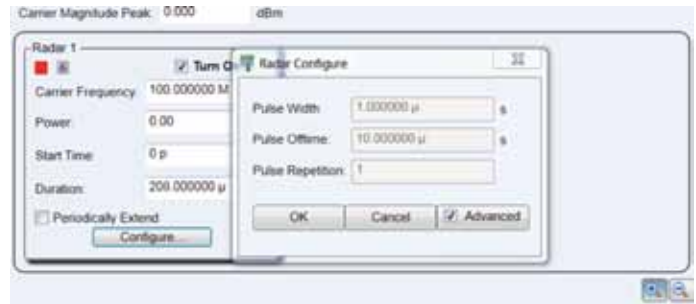 Carrier Magnitude Peak: 0.000 dBm
Radar 1
Turn O
Radar Configure
Carrier Frequency: 100.000000 M
Pulse Width: 1.000000 µ s
Power: 0.00
Pulse Offtime: 10.000000 µ s
Start Time: 0 p
Pulse Repetition: 1
Duration: 200.000000 µ
Periodically Extend
OK Cancel Advanced
Configure...